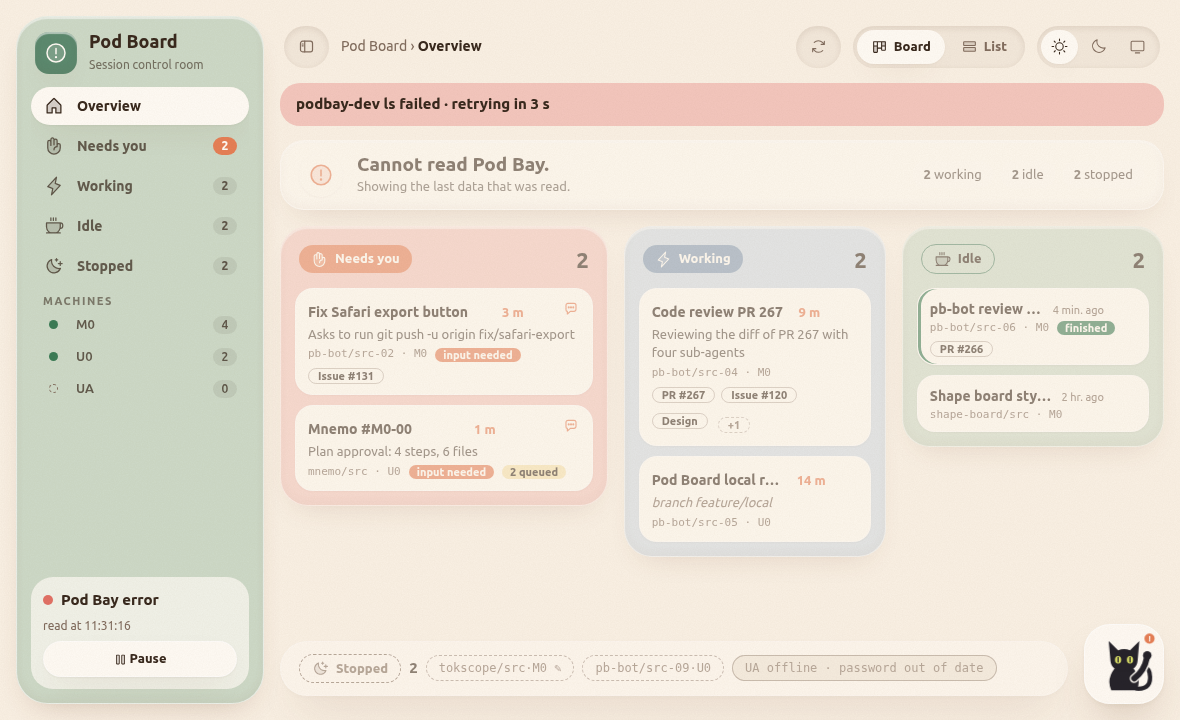 Pod Board
Session control room
Overview
Needs you 2
Working 2
Idle 2
Stopped 2
MACHINES
M0 4
U0 2
UA 0
Pod Bay error
read at 11:31:16
Pause
Pod Board › Overview
Board
List
podbay-dev ls failed · retrying in 3 s
Cannot read Pod Bay.
Showing the last data that was read.
2 working 2 idle 2 stopped
Needs you 2
Fix Safari export button 3 m
Asks to run git push -u origin fix/safari-export
pb-bot/src-02 · M0 input needed
Issue #131
Mnemo #M0-00 1 m
Plan approval: 4 steps, 6 files
mnemo/src · U0 input needed 2 queued
Working 2
Code review PR 267 9 m
Reviewing the diff of PR 267 with
four sub-agents
pb-bot/src-04 · M0
PR #267 Issue #120
Design +1
Pod Board local r… 14 m
branch feature/local
pb-bot/src-05 · U0
Idle 2
pb-bot review … 4 min. ago
pb-bot/src-06 · M0 finished
PR #266
Shape board sty… 2 hr. ago
shape-board/src · M0
Stopped 2 tokscope/src·M0 ✎ pb-bot/src-09·U0 UA offline · password out of date